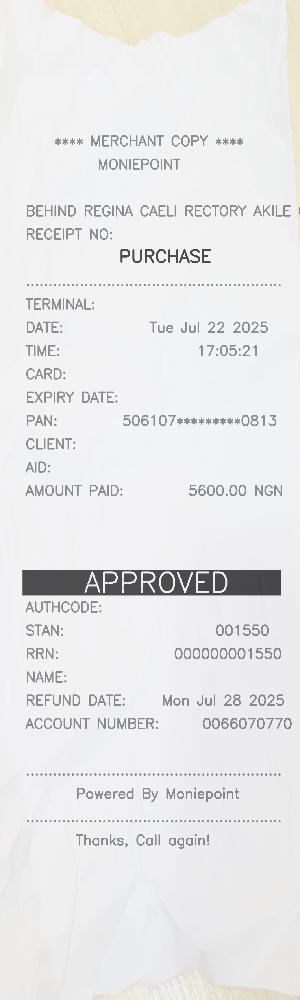 **** MERCHANT COPY ****
MONIEPOINT
BEHIND REGINA CAELI RECTORY AKILE
RECEIPT NO:
PURCHASE
TERMINAL:
DATE: Tue Jul 22 2025
TIME: 17:05:21
CARD:
EXPIRY DATE:
PAN: 506107*********0813
CLIENT:
AID:
AMOUNT PAID: 5600.00 NGN
APPROVED
AUTHCODE:
STAN: 001550
RRN: 000000001550
NAME:
REFUND DATE: Mon Jul 28 2025
ACCOUNT NUMBER: 0066070770
Powered By Moniepoint
Thanks, Call again!